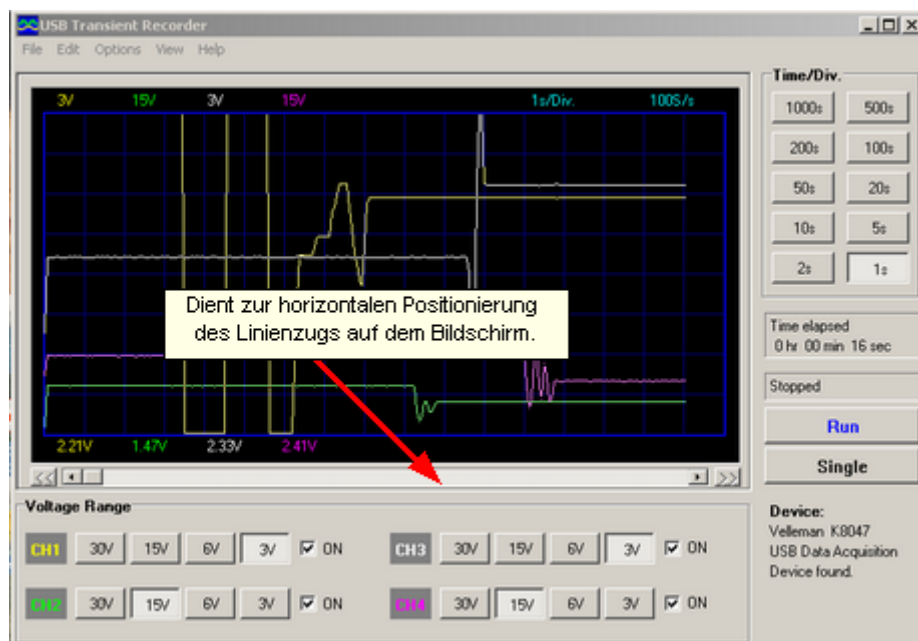 USB Transient Recorder
File Edit Options View Help
3V 15V 3V 15V 1s/Div. 100S/s
Dient zur horizontalen Positionierung
des Linienzugs auf dem Bildschirm.
2.21V 1.47V 2.33V 2.41V
<< >>
Time/Div.
1000s 500s
200s 100s
50s 20s
10s 5s
2s 1s
Time elapsed
0 hr 00 min 16 sec
Stopped
Run
Single
Voltage Range
CH1 30V 15V 6V 3V ON CH3 30V 15V 6V 3V ON
CH2 30V 15V 6V 3V ON CH4 30V 15V 6V 3V ON
Device:
Velleman K8047
USB Data Acquisition
Device found.